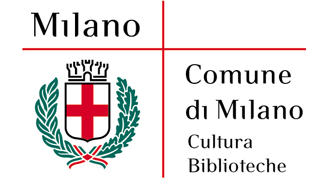 Milano
Comune
di Milano
Cultura
Biblioteche